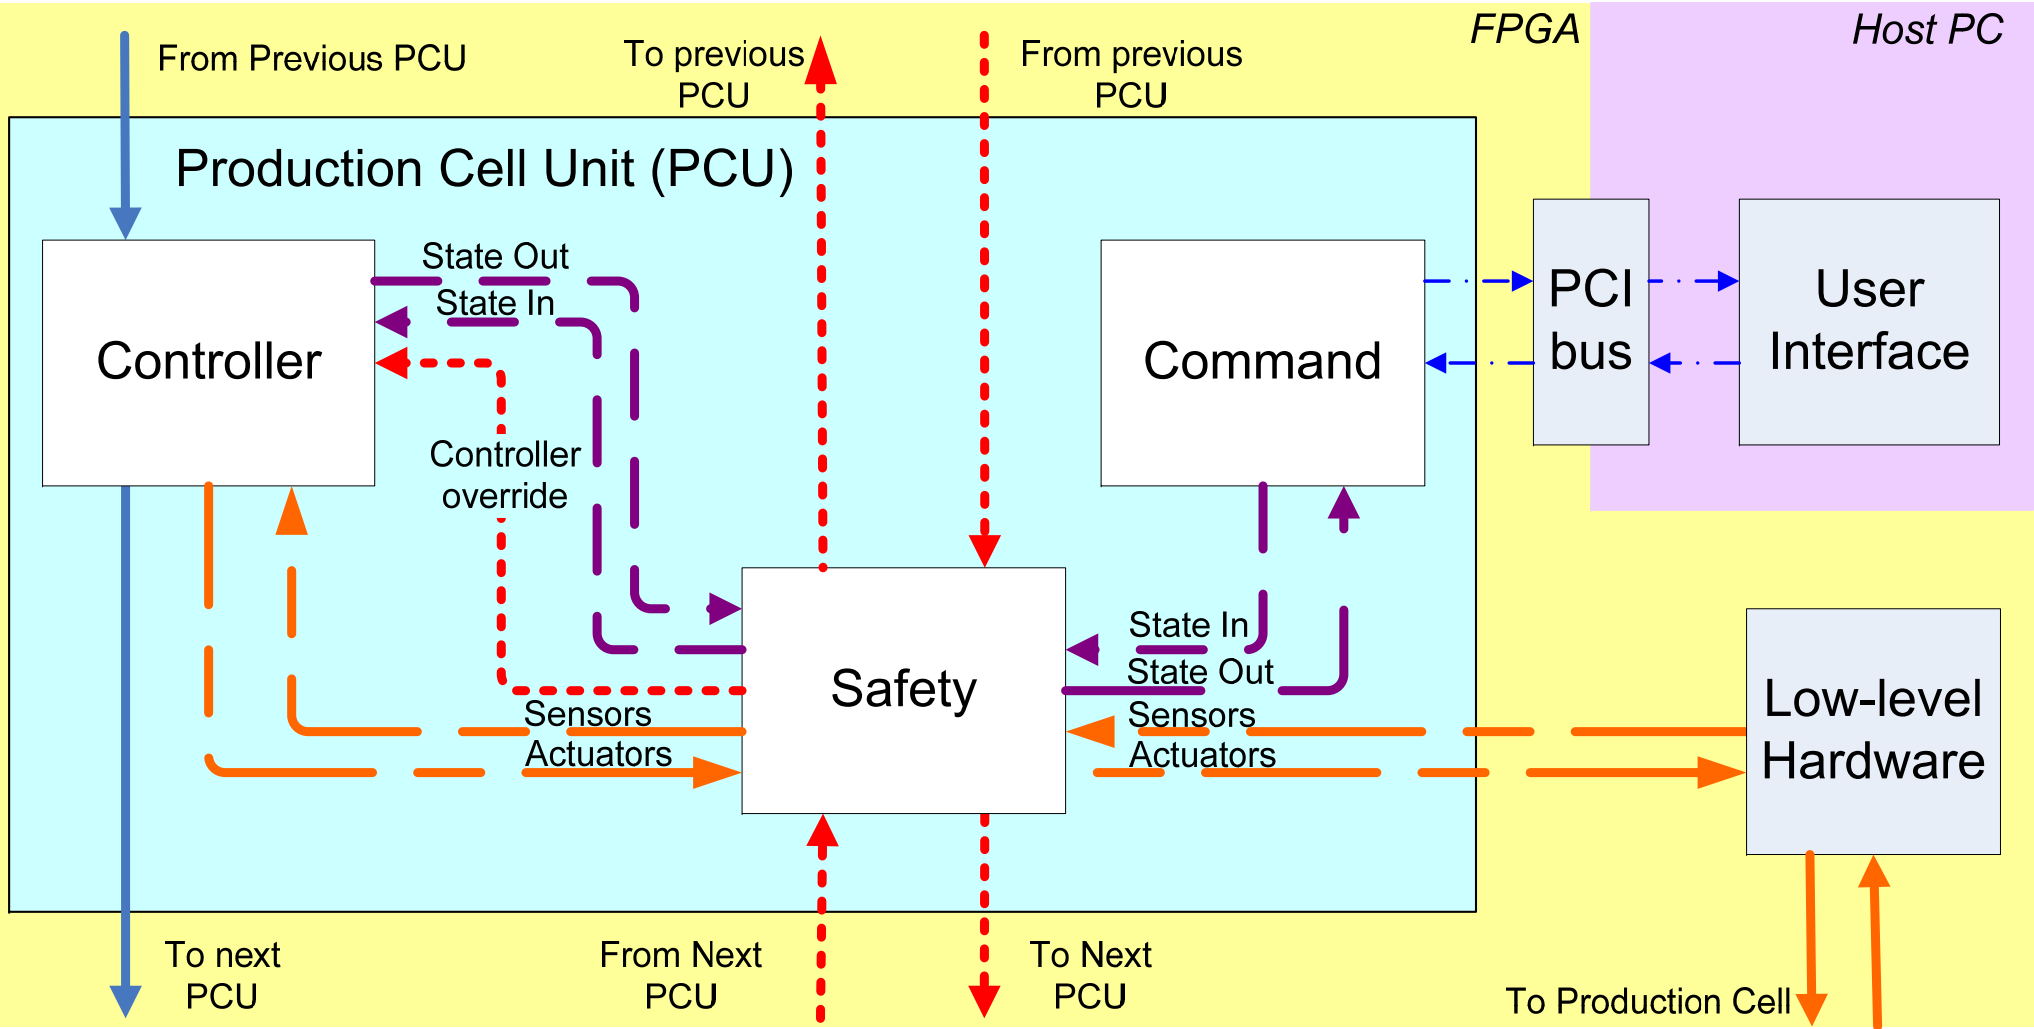 FPGA
Host PC
From Previous PCU
To previous
PCU
From previous
PCU
Production Cell Unit (PCU)
State Out
State In
Controller
Controller
override
Command
PCI
bus
User
Interface
Safety
State In
State Out
Sensors
Actuators
Sensors
Actuators
Low-level
Hardware
To next
PCU
From Next
PCU
To Next
PCU
To Production Cell